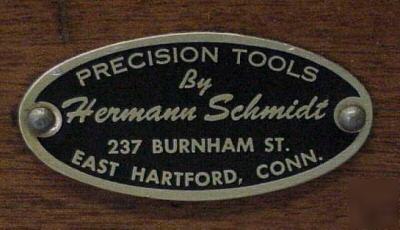 PRECISION TOOLS
By
Hermann Schmidt
237 BURNHAM ST.
EAST HARTFORD, CONN.